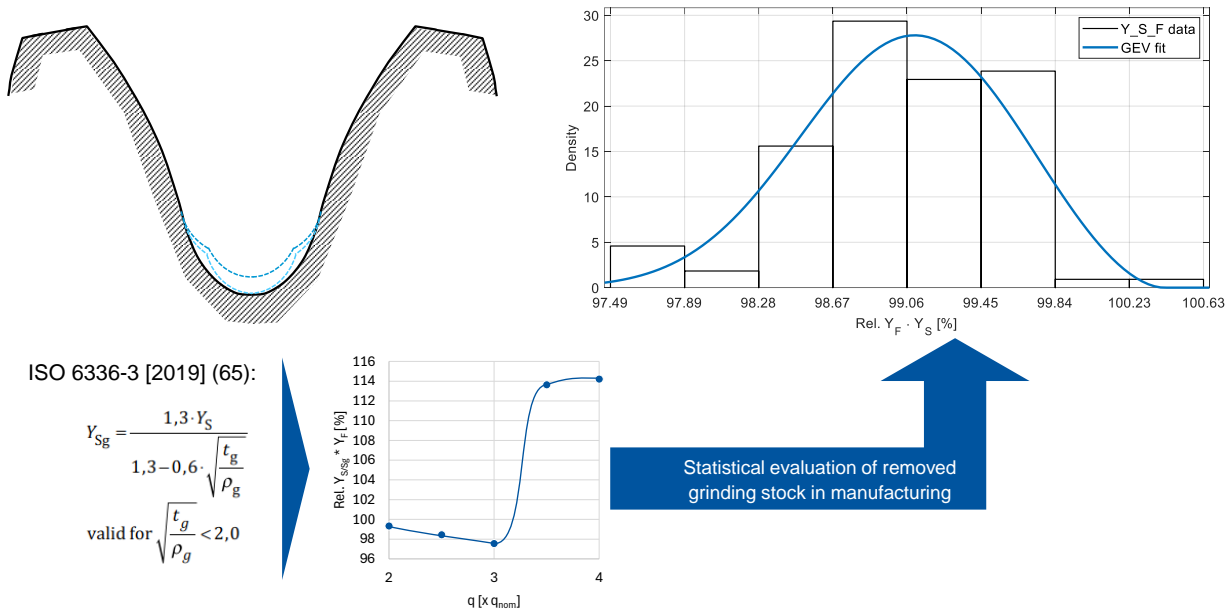 30
25
20
15
10
5
0
Density
Y_S_F data
GEV fit
97.49 97.89 98.28 98.67 99.06 99.45 99.84 100.23 100.63
Rel. Y_F · Y_S [%]
ISO 6336-3 [2019] (65):
Y_Sg = 1,3·Y_S / (1,3−0,6·√(t_g/ρ_g))
valid for √(t_g/ρ_g) < 2,0
116
114
112
110
108
106
104
102
100
98
96
Rel. Y_S/Sg * Y_F [%]
2 3 4
q [x q_nom]
Statistical evaluation of removed
grinding stock in manufacturing